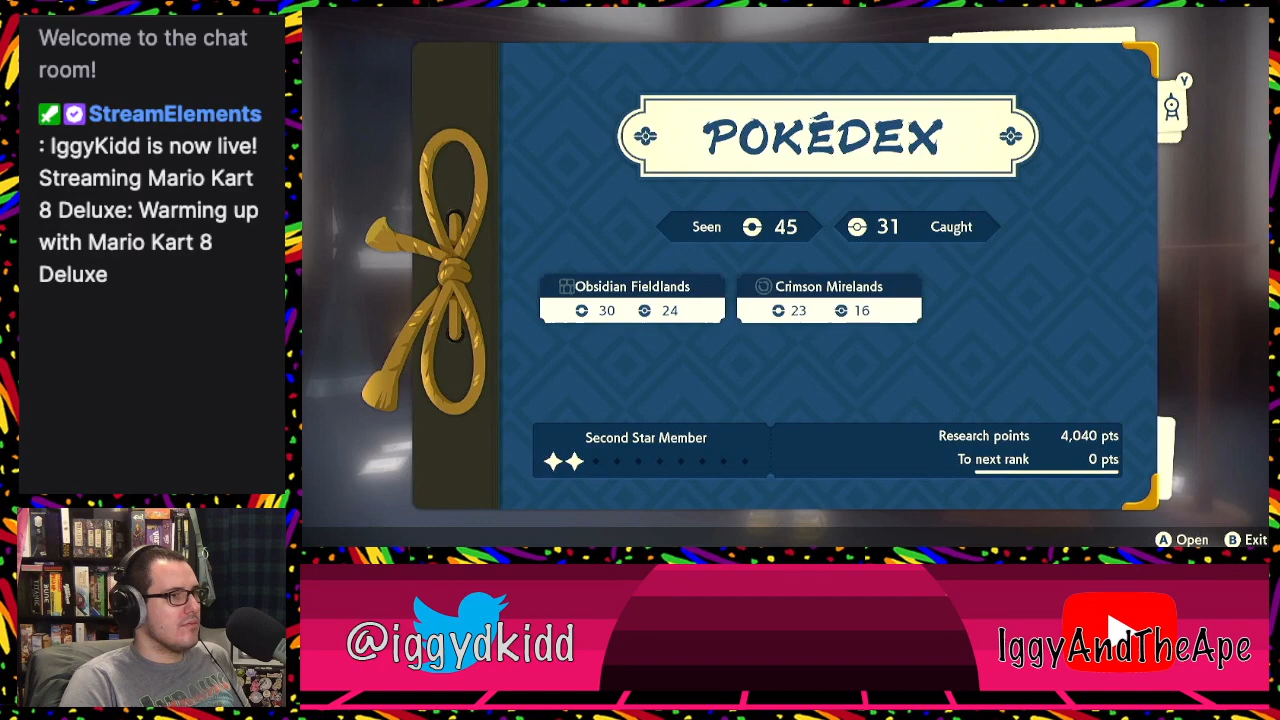 Welcome to the chat
room!
StreamElements
: IggyKidd is now live!
Streaming Mario Kart
8 Deluxe: Warming up
with Mario Kart 8
Deluxe
POKÉDEX
Y
Seen 45
31 Caught
Obsidian Fieldlands
30 24
Crimson Mirelands
23 16
Second Star Member
Research points 4,040 pts
To next rank 0 pts
A Open B Exit
@iggydkidd
IggyAndTheApe